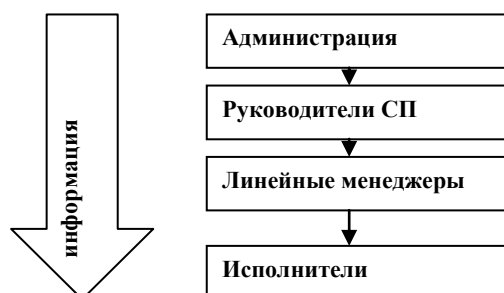 информация
Администрация
Руководители СП
Линейные менеджеры
Исполнители